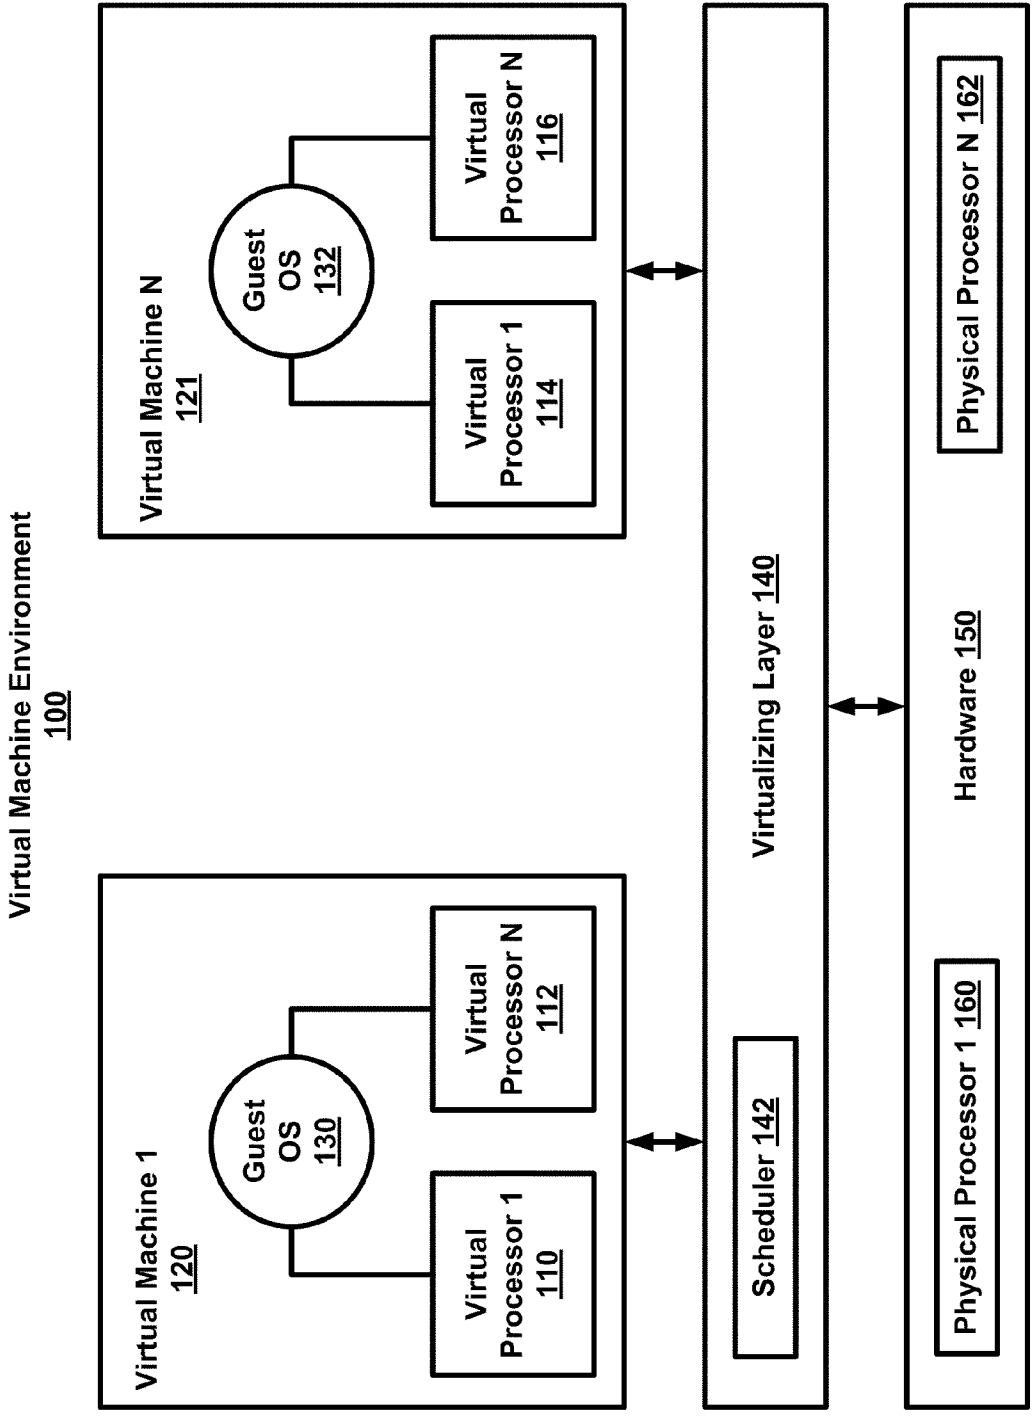 Virtual Machine Environment
100
Virtual Machine 1
120
Guest
OS
130
Virtual
Processor 1
110
Virtual
Processor N
112
Virtual Machine N
121
Guest
OS
132
Virtual
Processor 1
114
Virtual
Processor N
116
Scheduler 142
Virtualizing Layer 140
Physical Processor 1 160
Hardware 150
Physical Processor N 162